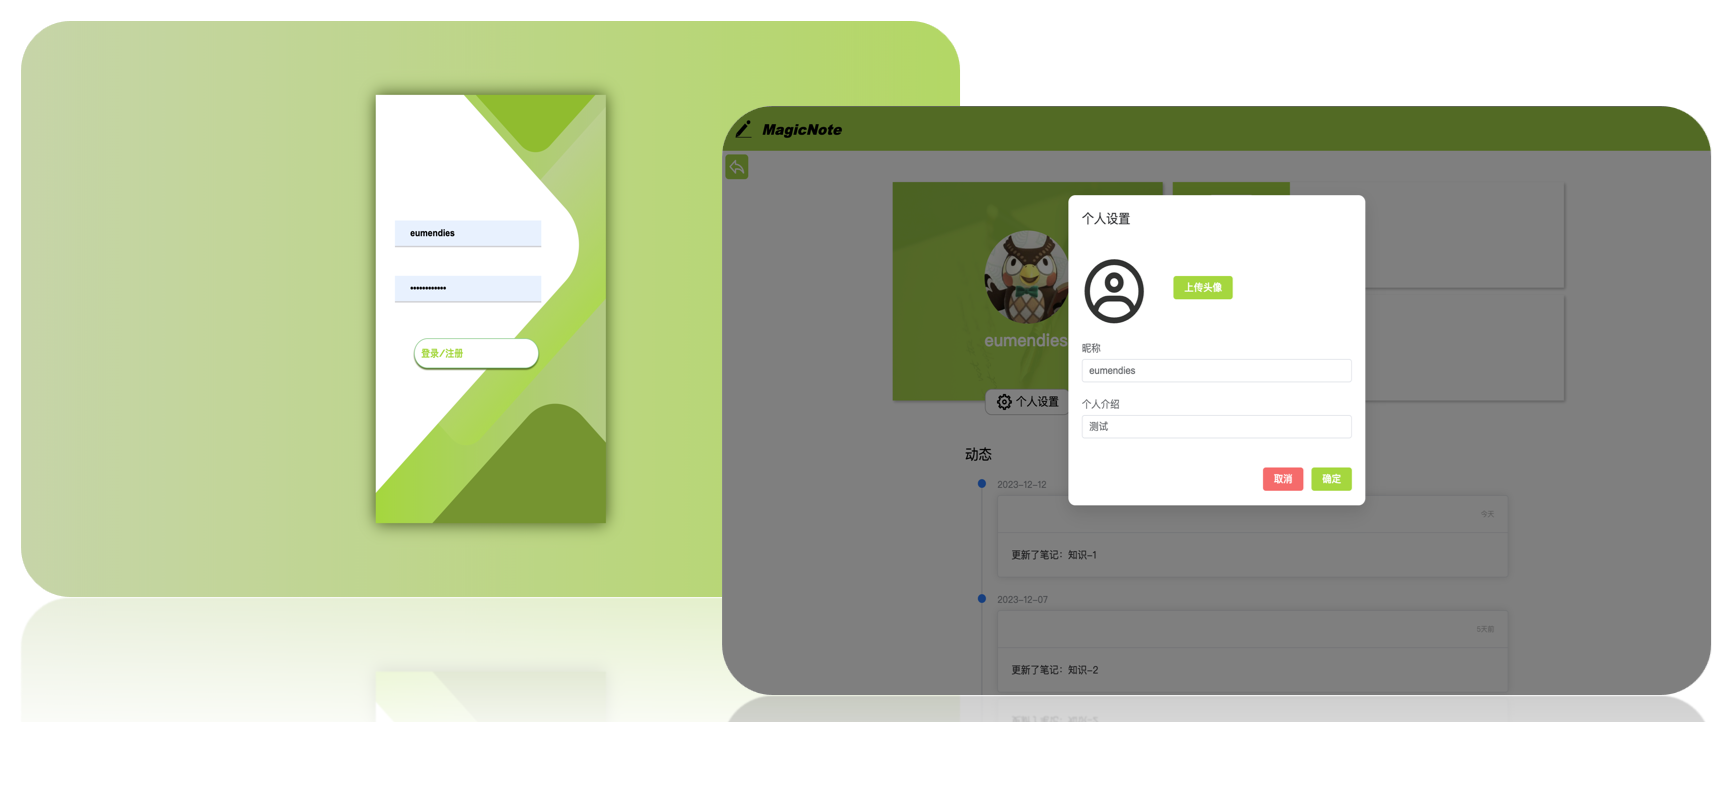 eumendies
••••••••••••
登录/注册
MagicNote
eumendies
个人设置
个人设置
上传头像
昵称
eumendies
个人介绍
测试
取消
确定
动态
2023-12-12
今天
更新了笔记：知识-1
2023-12-07
5天前
更新了笔记：知识-2